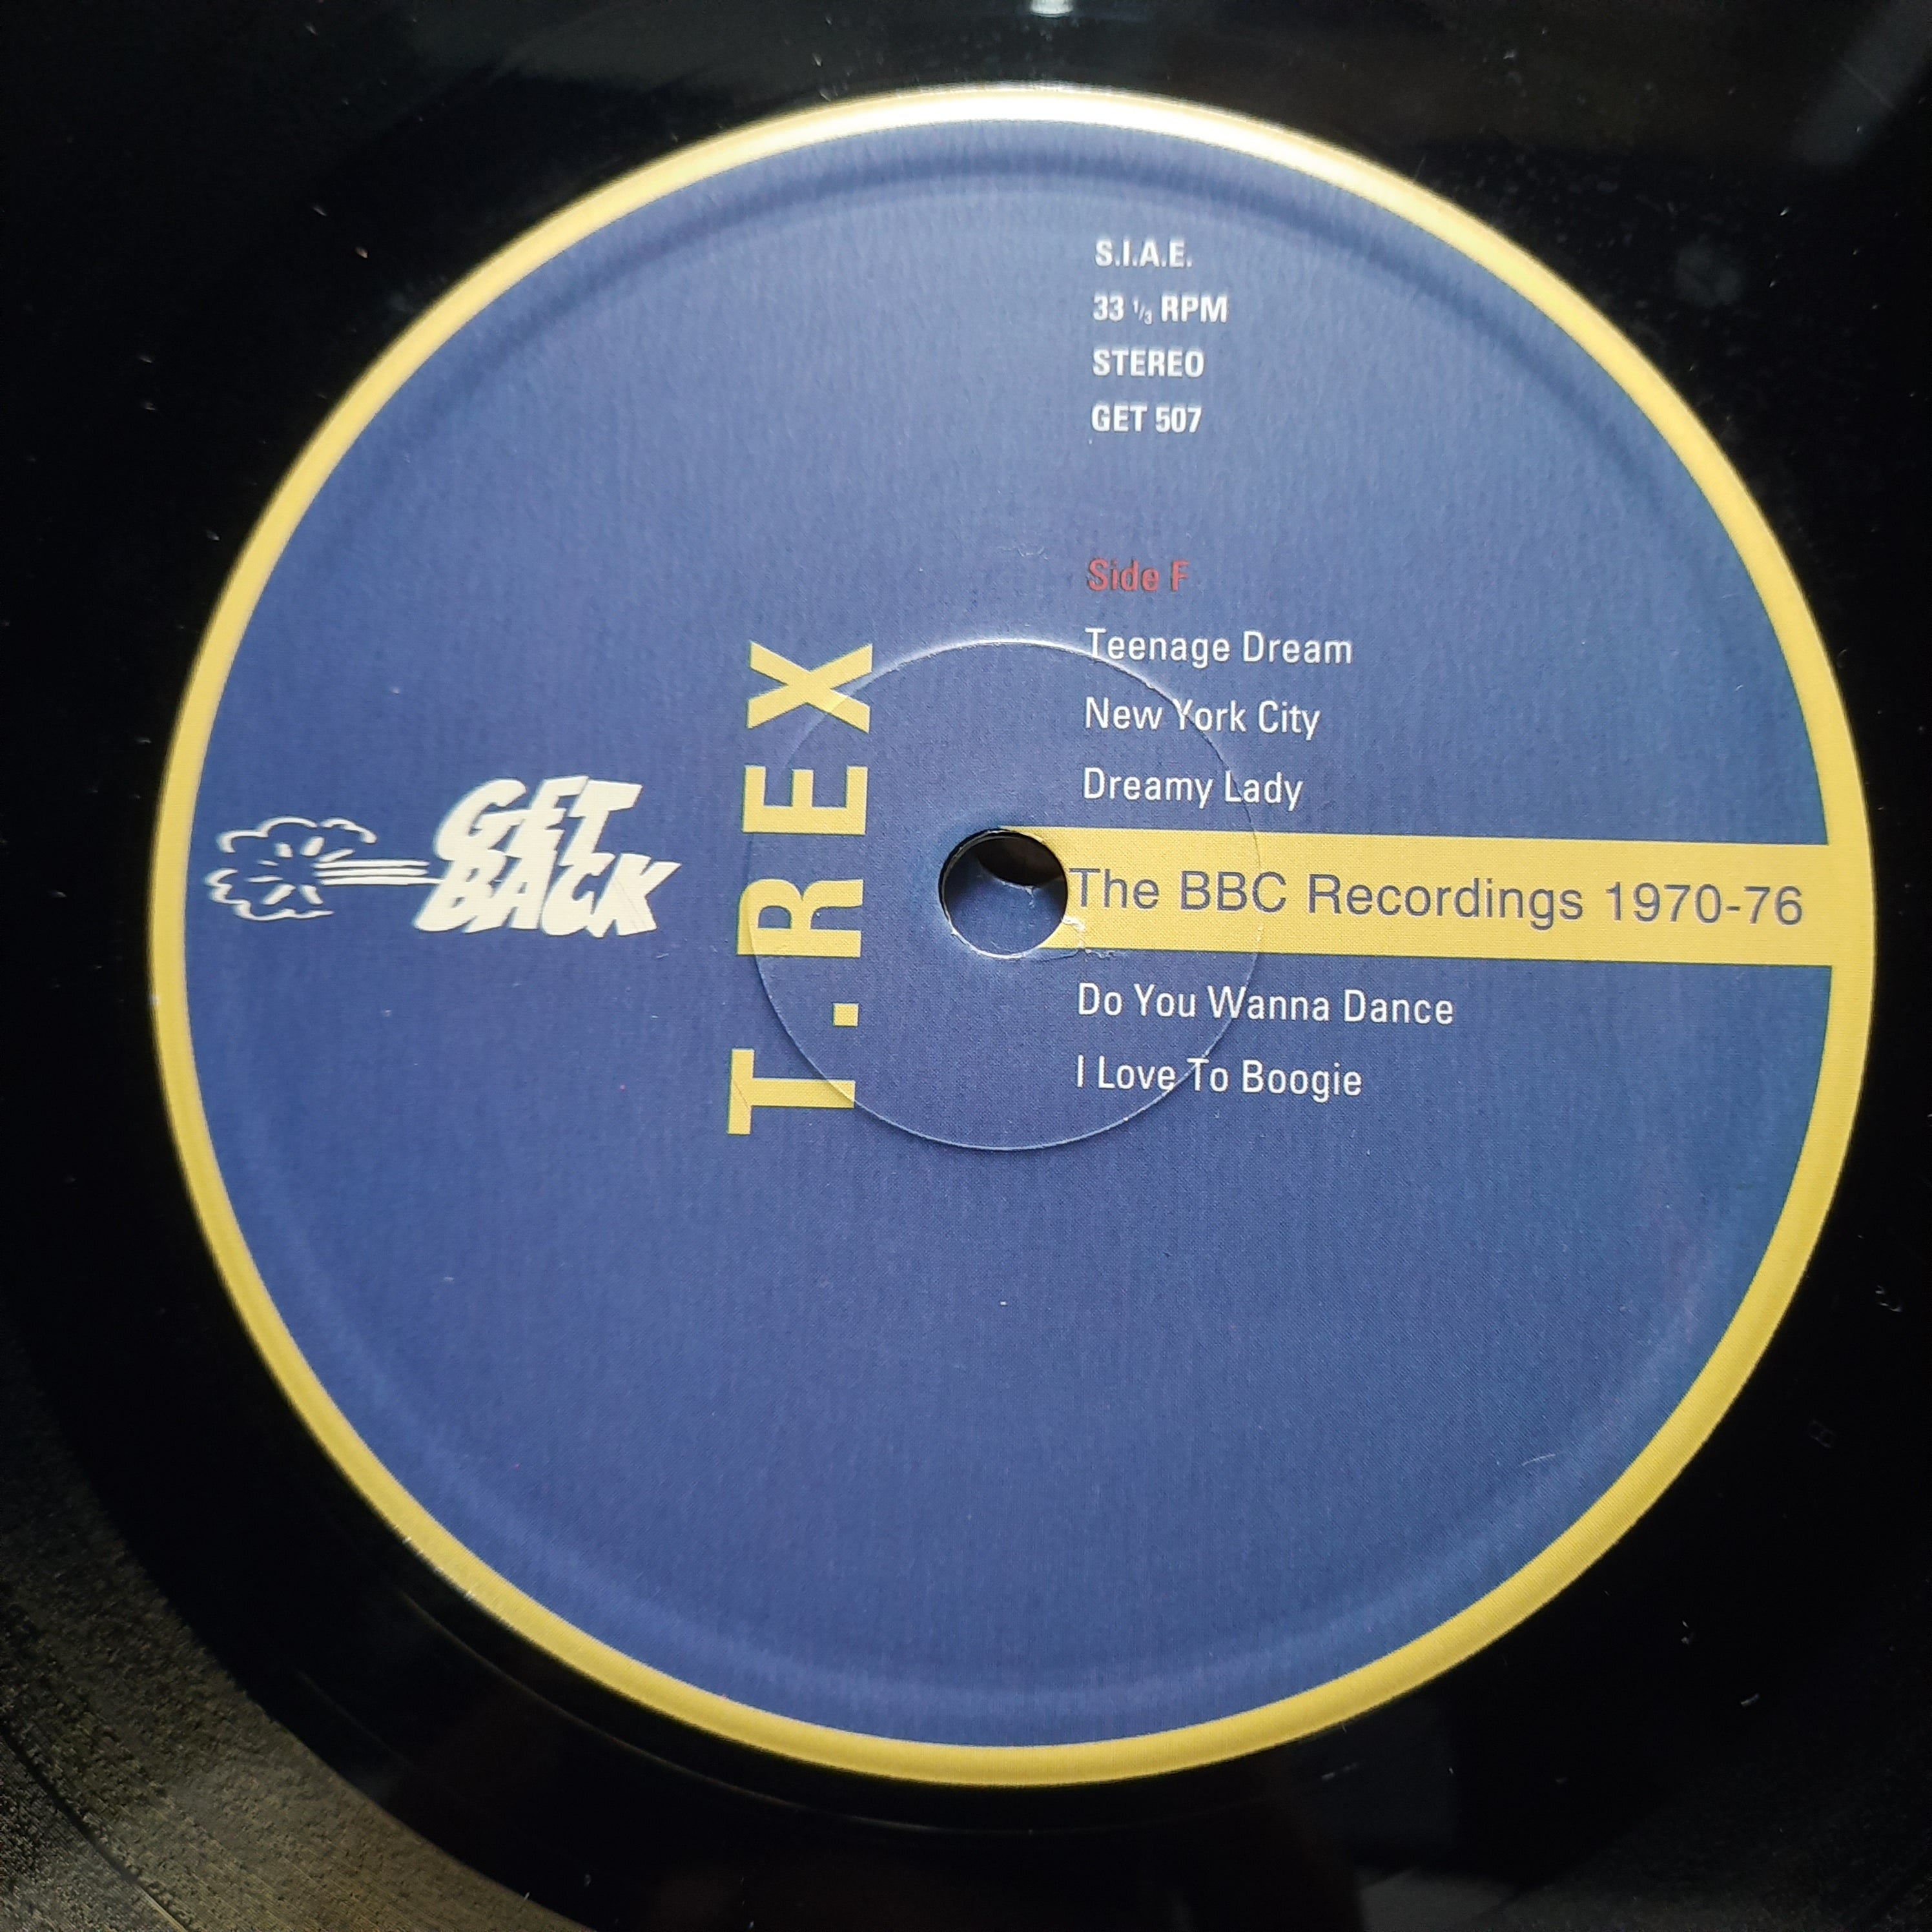 S.I.A.E.
33 1/3 RPM
STEREO
GET 507
Side F
Teenage Dream
New York City
Dreamy Lady
The BBC Recordings 1970-76
Do You Wanna Dance
I Love To Boogie
T.REX
GET
BACK